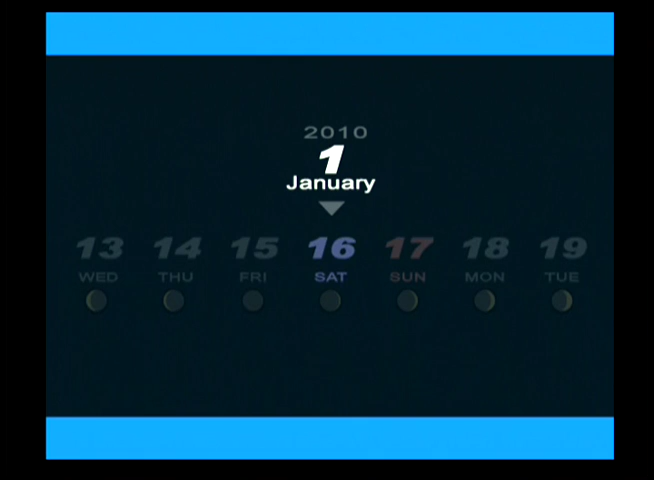 2010
1
January
13 14 15 16 17 18 19
WED THU FRI SAT SUN MON TUE